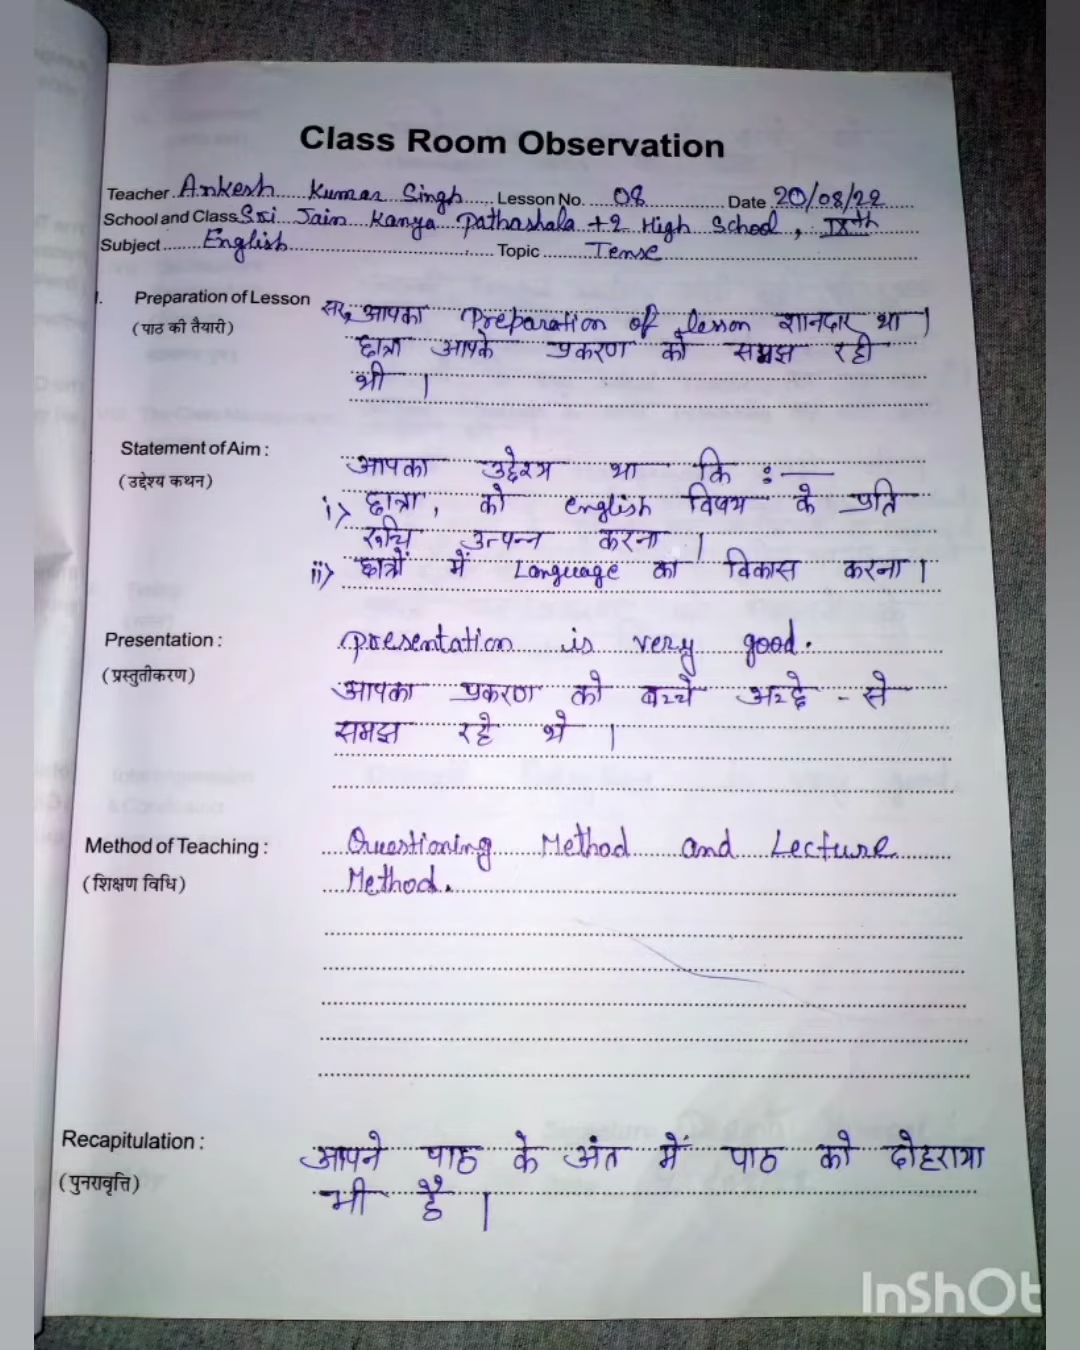 Class Room Observation
Teacher Ankesh Kumar Singh Lesson No. 08 Date 20/08/22
School and Class Sri Jain Kanya Pathashala +2 High School, IXth
Subject English Topic Tense
1. Preparation of Lesson सर, आपका Preparation of lesson शानदार था।
(पाठ की तैयारी) छात्रा आपके प्रकरण को समझ रही
थी ।
Statement of Aim : आपका उद्देश्य था कि :—
(उद्देश्य कथन) i> छात्रा, को English विषय के प्रति
रूचि उत्पन्न करना ।
ii> छात्रों में Language का विकास करना।
Presentation : Presentation is very good.
(प्रस्तुतीकरण) आपका प्रकरण को बच्चे अच्छे - से
समझ रहे थे ।
Method of Teaching : Questioning Method and Lecture
(शिक्षण विधि) Method.
Recapitulation : आपने पाठ के अंत में पाठ को दोहराया
(पुनरावृत्ति) भी है ।
InShOt